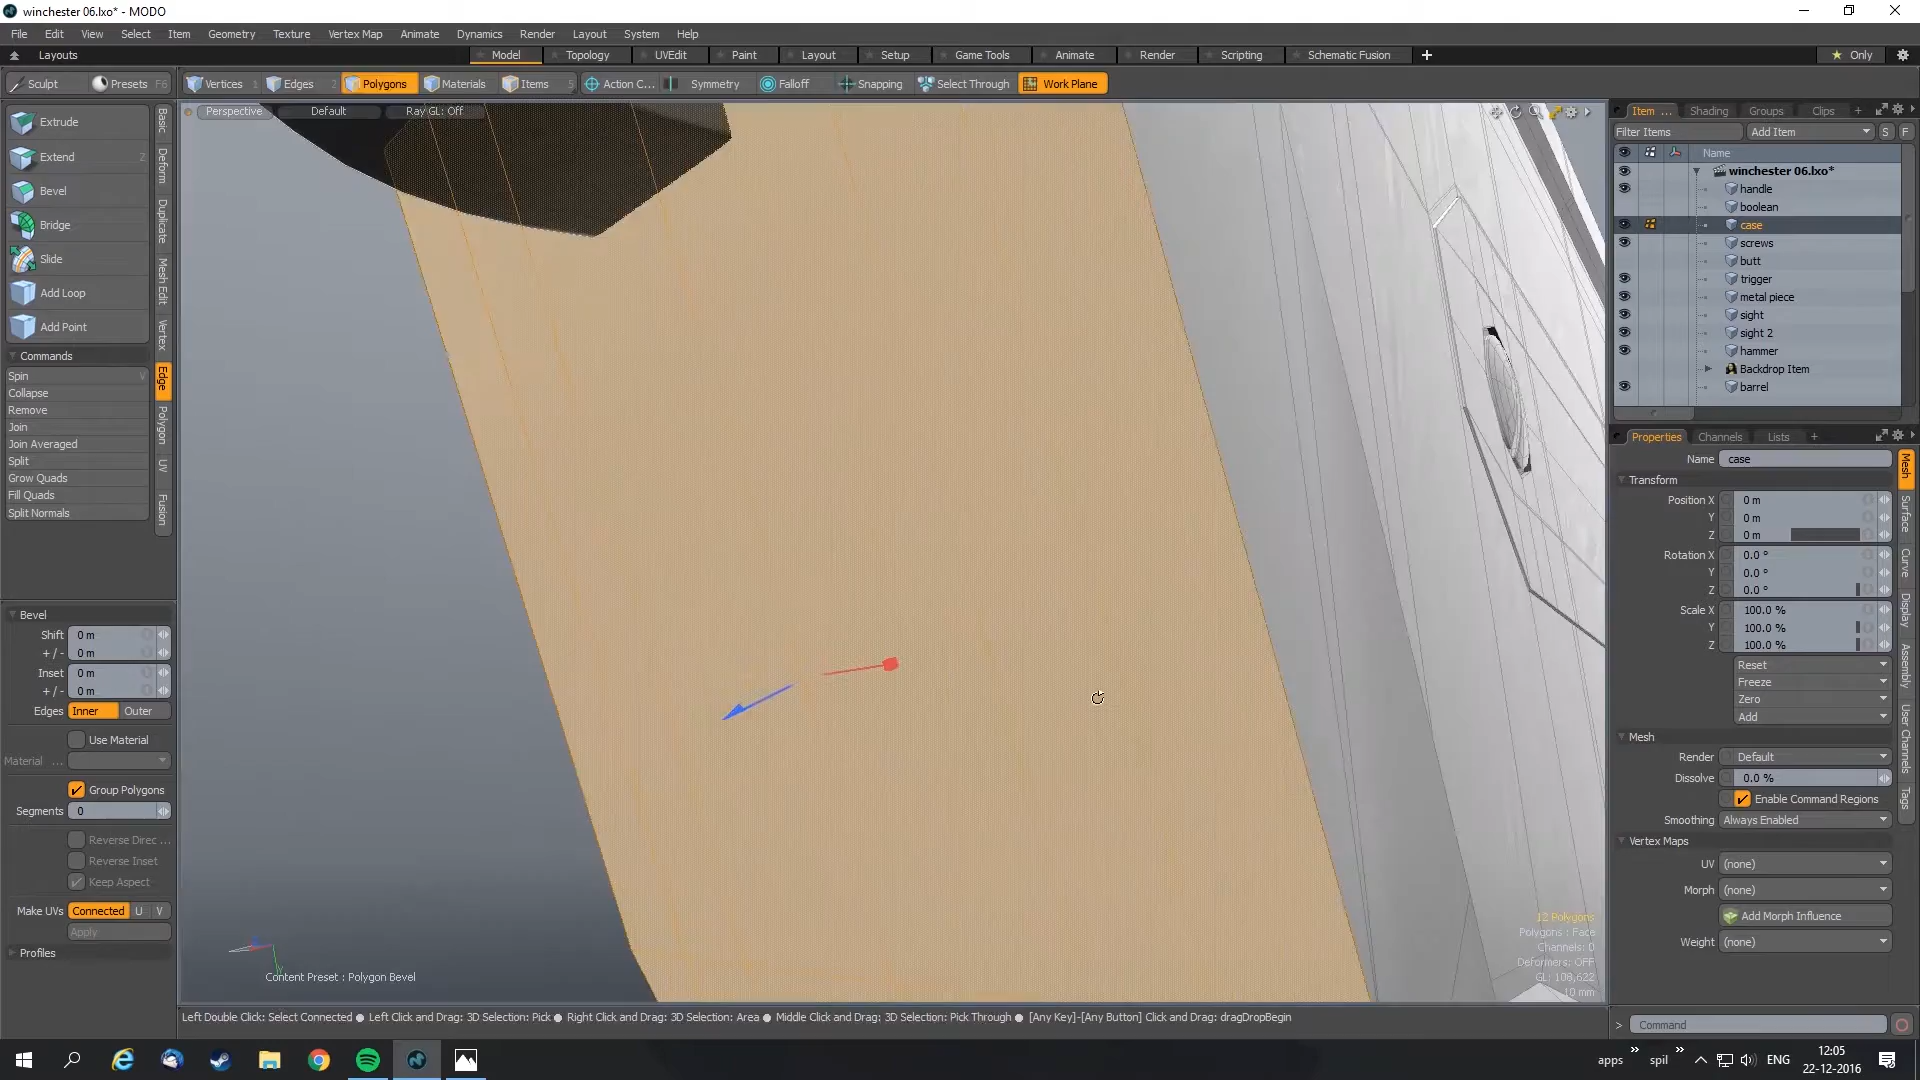 winchester 06.lxo* - MODO
File Edit View Select Item Geometry Texture Vertex Map Animate Dynamics Render Layout System Help
Layouts Model Topology UVEdit Paint Layout Setup Game Tools Animate Render Scripting Schematic Fusion + Only
Sculpt Presets F6 Vertices 1 Edges 2 Polygons Materials Items 5 Action C... Symmetry Falloff Snapping Select Through Work Plane
Perspective Default Ray GL: Off
Extrude
Extend Z
Bevel
Bridge
Slide
Add Loop
Add Point
Commands
Spin V
Collapse
Remove
Join
Join Averaged
Split
Grow Quads
Fill Quads
Split Normals
Basic
Deform
Duplicate
Mesh Edit
Vertex
Edge
Polygon
UV
Fusion
Bevel
Shift 0 m
+ / - 0 m
Inset 0 m
+ / - 0 m
Edges Inner Outer
Use Material
Material ...
Group Polygons
Segments 0
Reverse Direc ...
Reverse Inset
Keep Aspect
Make UVs Connected U V
Apply
Profiles
Content Preset : Polygon Bevel
12 Polygons
Polygons : Face
Channels: 0
Deformers: OFF
GL: 108,622
10 mm
Left Double Click: Select Connected ● Left Click and Drag: 3D Selection: Pick ● Right Click and Drag: 3D Selection: Area ● Middle Click and Drag: 3D Selection: Pick Through ● [Any Key]-[Any Button] Click and Drag: dragDropBegin
Item ... Shading Groups Clips +
Filter Items Add Item S F
Name
winchester 06.lxo*
handle
boolean
case
screws
butt
trigger
metal piece
sight
sight 2
hammer
Backdrop Item
barrel
Properties Channels Lists +
Name case
Transform
Position X 0 m
Y 0 m
Z 0 m
Rotation X 0.0 °
Y 0.0 °
Z 0.0 °
Scale X 100.0 %
Y 100.0 %
Z 100.0 %
Reset
Freeze
Zero
Add
Mesh
Render Default
Dissolve 0.0 %
Enable Command Regions
Smoothing Always Enabled
Vertex Maps
UV (none)
Morph (none)
Add Morph Influence
Weight (none)
Mesh
Surface
Curve
Display
Assembly
User Channels
Tags
> Command
apps » spil » ENG 12:05
22-12-2016